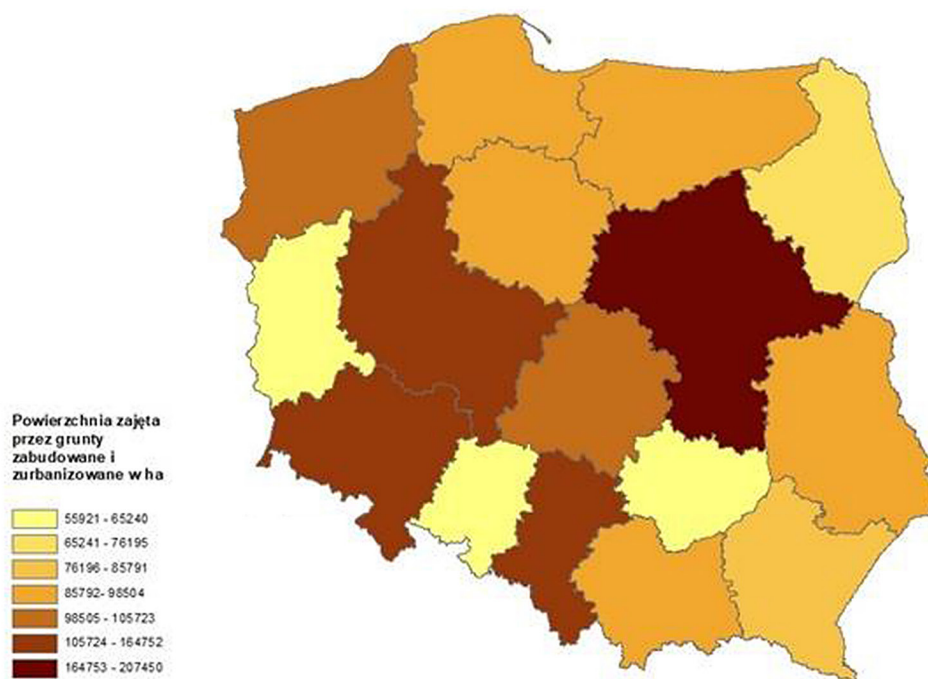 Powierzchnia zajęta
przez grunty
zabudowane i
zurbanizowane w ha
55921 - 65240
65241 - 76195
76196 - 85791
85792- 98504
98505 - 105723
105724 - 164752
164753 - 207450